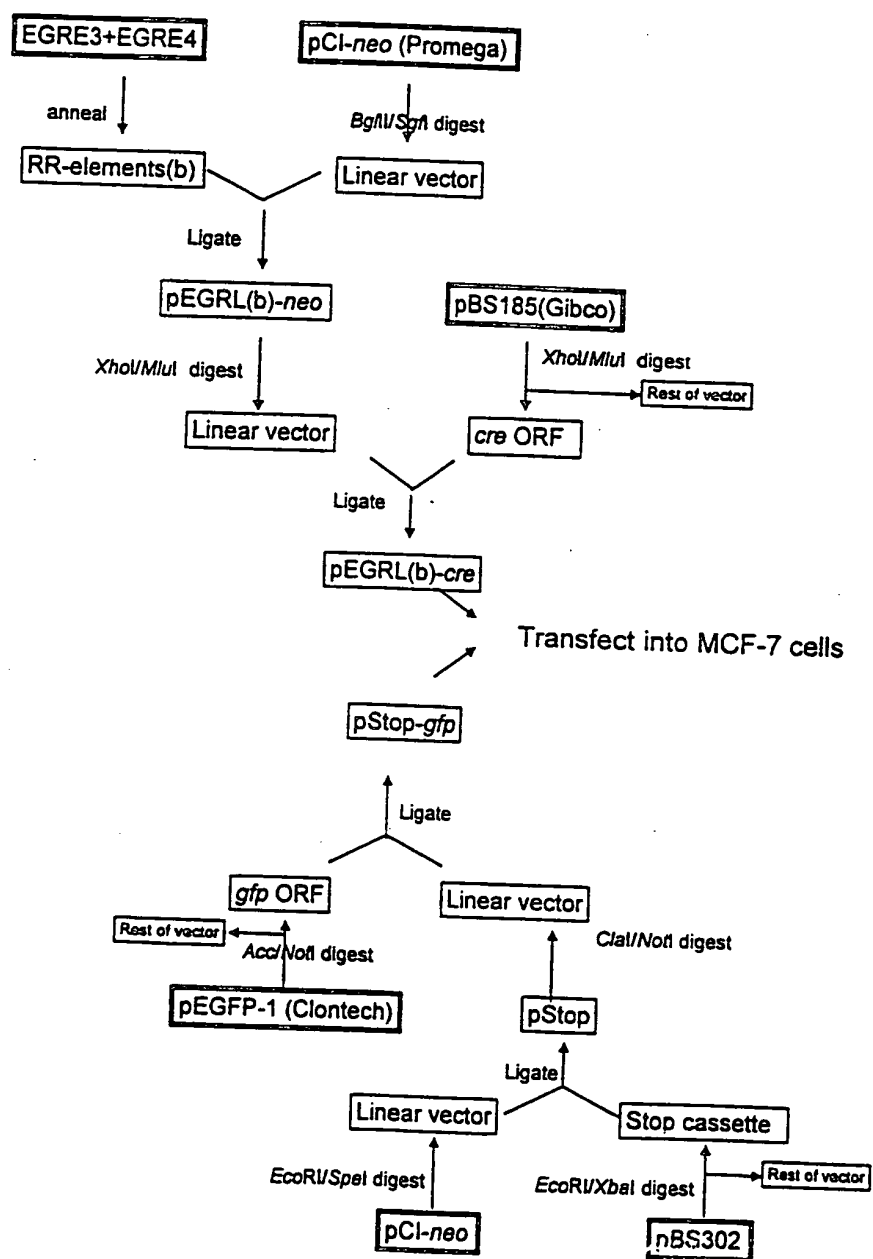 EGRE3+EGRE4
pCI-neo (Promega)
anneal
BglII/SgfI digest
RR-elements(b)
Linear vector
Ligate
pEGRL(b)-neo
pBS185(Gibco)
XhoI/MluI digest
XhoI/MluI digest
Rest of vector
Linear vector
cre ORF
Ligate
pEGRL(b)-cre
Transfect into MCF-7 cells
pStop-gfp
Ligate
gfp ORF
Linear vector
Rest of vector
AccI/NotI digest
ClaI/NotI digest
pEGFP-1 (Clontech)
pStop
Ligate
Linear vector
Stop cassette
EcoRI/SpeI digest
EcoRI/XbaI digest
Rest of vector
pCI-neo
pBS302